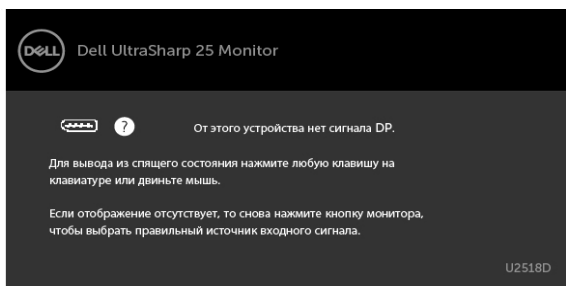 DELL
Dell UltraSharp 25 Monitor
?
От этого устройства нет сигнала DP.
Для вывода из спящего состояния нажмите любую клавишу на
клавиатуре или двиньте мышь.
Если отображение отсутствует, то снова нажмите кнопку монитора,
чтобы выбрать правильный источник входного сигнала.
U2518D